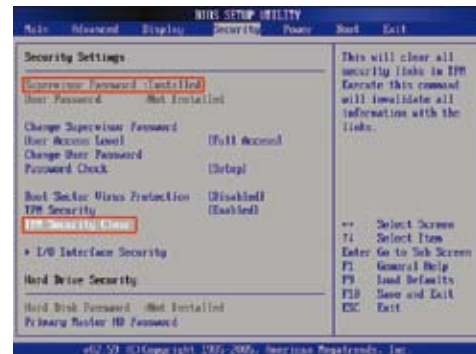 BIOS SETUP UTILITY
Main Advanced Display Security Power Boot Exit
Security Settings
Supervisor Password :Installed
User Password :Not Installed
Change Supervisor Password
User Access Level [Full Access]
Change User Password
Password Check [Setup]
Boot Sector Virus Protection [Disabled]
TPM Security [Enabled]
TPM Security Clear
I/O Interface Security
Hard Drive Security
Hard Disk Password :Not Installed
Primary Master HD Password
This will clear all
security links in TPM
Execute this command
will invalidate all
information with the
links.
↔ Select Screen
↑↓ Select Item
Enter Go to Sub Screen
F1 General Help
F9 Load Defaults
F10 Save and Exit
ESC Exit
v02.59 (C)Copyright 1985-2005, American Megatrends, Inc.